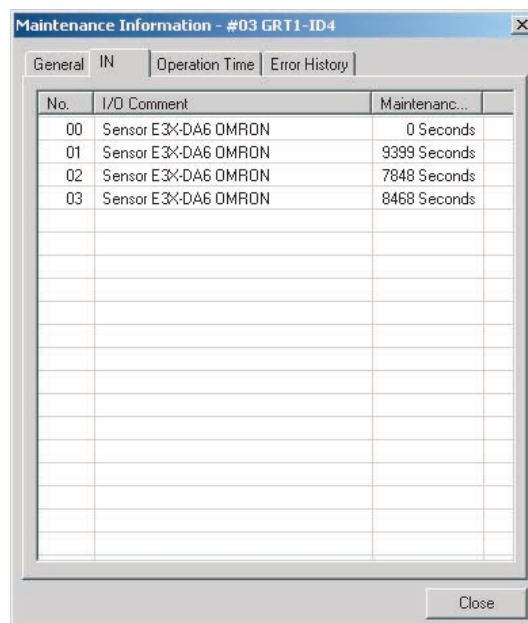 Maintenance Information - #03 GRT1-ID4
General IN Operation Time Error History
No. I/O Comment Maintenanc...
00 Sensor E3X-DA6 OMRON 0 Seconds
01 Sensor E3X-DA6 OMRON 9399 Seconds
02 Sensor E3X-DA6 OMRON 7848 Seconds
03 Sensor E3X-DA6 OMRON 8468 Seconds
Close